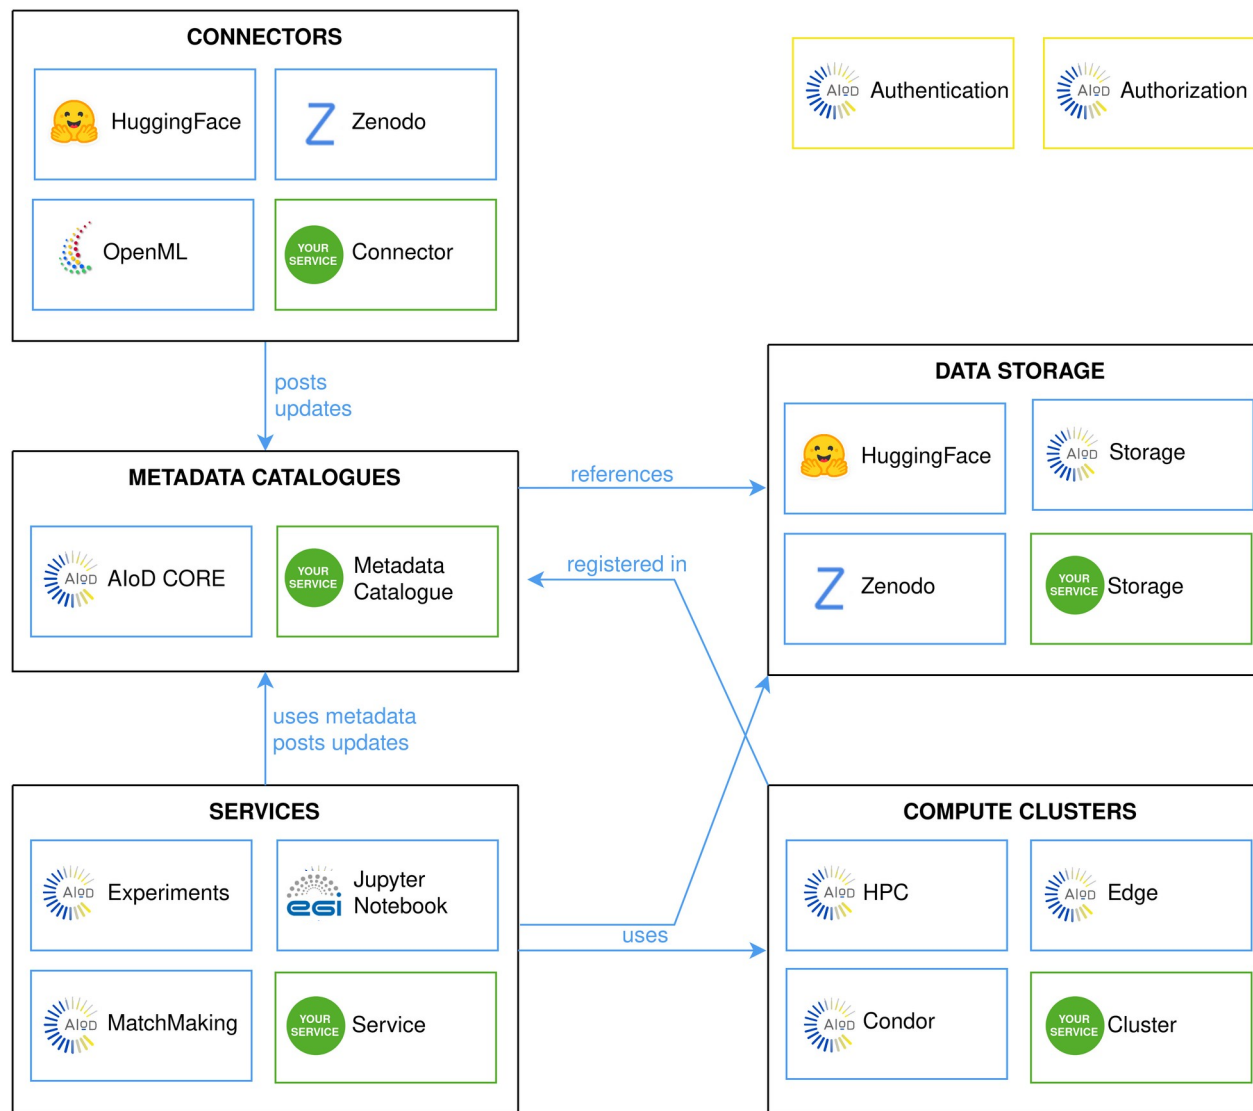 CONNECTORS
HuggingFace
Zenodo
OpenML
YOUR
SERVICE
Connector
AIoD
Authentication
AIoD
Authorization
posts
updates
METADATA CATALOGUES
AIoD
AIoD CORE
YOUR
SERVICE
Metadata
Catalogue
references
registered in
DATA STORAGE
HuggingFace
AIoD
Storage
Z
Zenodo
YOUR
SERVICE
Storage
uses metadata
posts updates
SERVICES
AIoD
Experiments
egi
Jupyter
Notebook
AIoD
MatchMaking
YOUR
SERVICE
Service
uses
COMPUTE CLUSTERS
AIoD
HPC
AIoD
Edge
AIoD
Condor
YOUR
SERVICE
Cluster